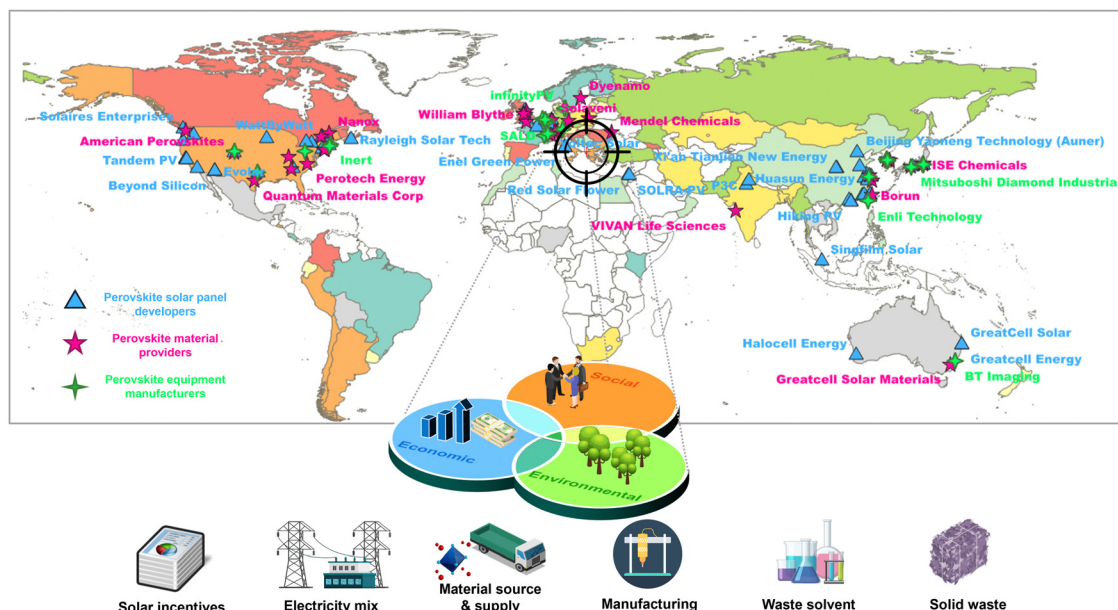 infinityPV
Dyenamo
William Blythe
Solaveni
Solaires Enterprises
WattByWatt
Nanox
Mendel Chemicals
American Perovskites
Rayleigh Solar Tech
SALD
Beijing Yaoneng Technology (Auner)
Tandem PV
Inert
Enel Green Power
Xi'an Tianjian New Energy
ISE Chemicals
Evolar
Perotech Energy
P3C
Huasun Energy
Mitsuboshi Diamond Industrial
Beyond Silicon
Red Solar Flower
SOLRA PV
Borun
Quantum Materials Corp
Hiking PV
Enli Technology
VIVAN Life Sciences
Singfilm Solar
Perovskite solar panel
developers
Perovskite material
providers
Perovskite equipment
manufacturers
GreatCell Solar
Halocell Energy
Greatcell Energy
Greatcell Solar Materials
BT Imaging
Social
Economic
Environmental
Solar incentives
Electricity mix
Material source
& supply
Manufacturing
Waste solvent
Solid waste